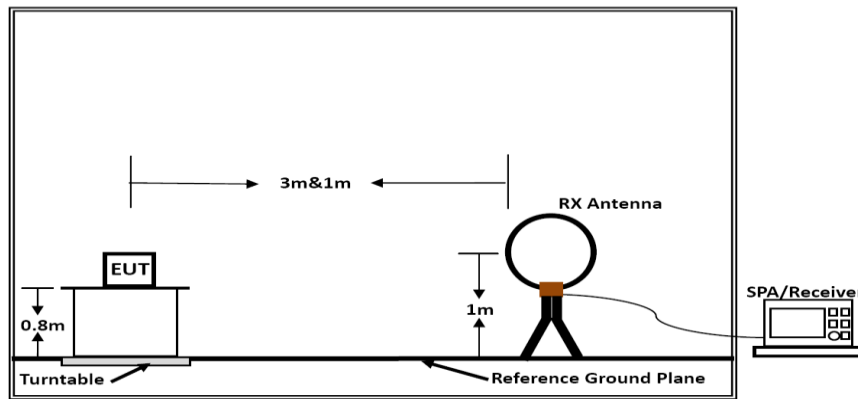 3m&1m
RX Antenna
EUT
SPA/Receiver
0.8m
1m
Turntable
Reference Ground Plane